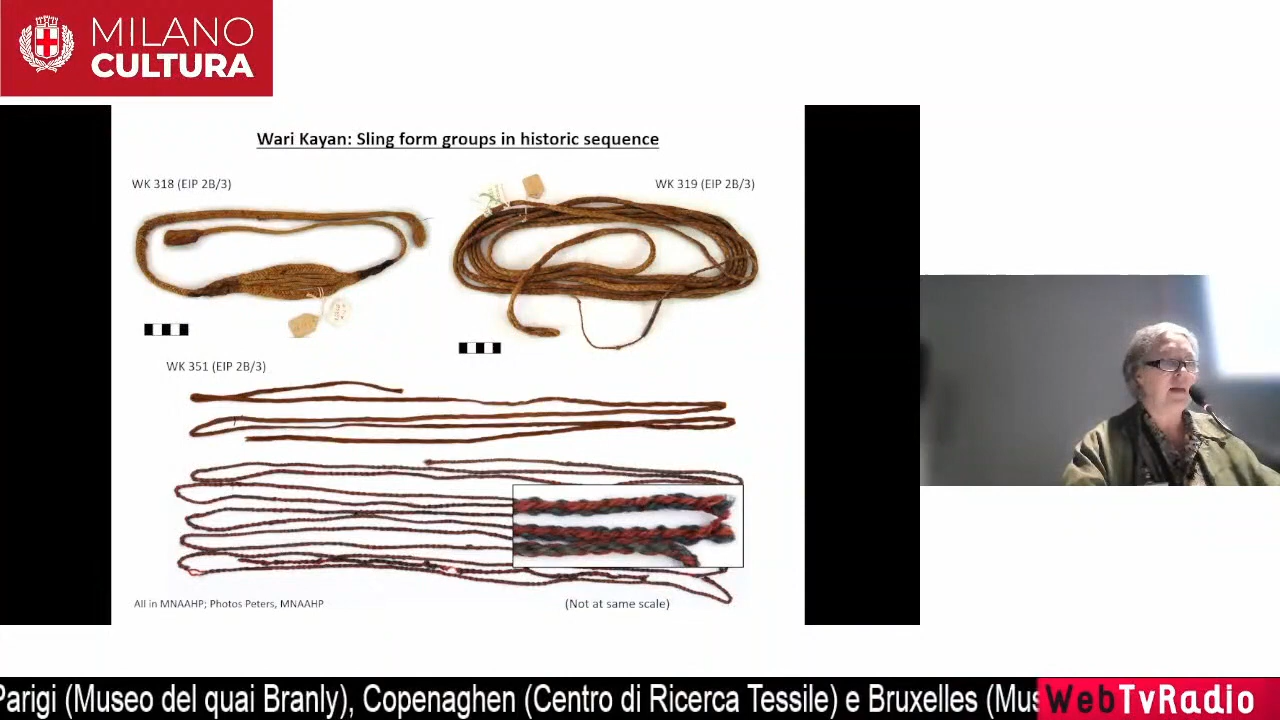 MILANO
CULTURA
Wari Kayan: Sling form groups in historic sequence
WK 318 (EIP 2B/3)
WK 319 (EIP 2B/3)
WK 351 (EIP 2B/3)
All in MNAAHP; Photos Peters, MNAAHP
(Not at same scale)
Parigi (Museo del quai Branly), Copenaghen (Centro di Ricerca Tessile) e Bruxelles (Mus
WebTvRadio